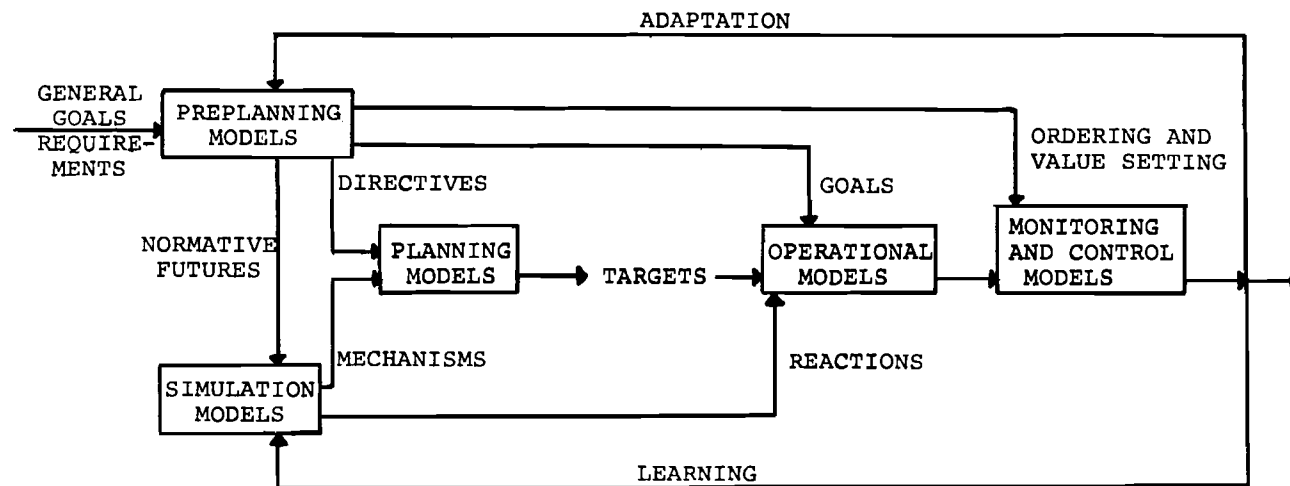 ADAPTATION
GENERAL
GOALS
REQUIRE-
MENTS
PREPLANNING
MODELS
ORDERING AND
VALUE SETTING
DIRECTIVES
GOALS
NORMATIVE
FUTURES
PLANNING
MODELS
TARGETS
OPERATIONAL
MODELS
MONITORING
AND CONTROL
MODELS
MECHANISMS
REACTIONS
SIMULATION
MODELS
LEARNING